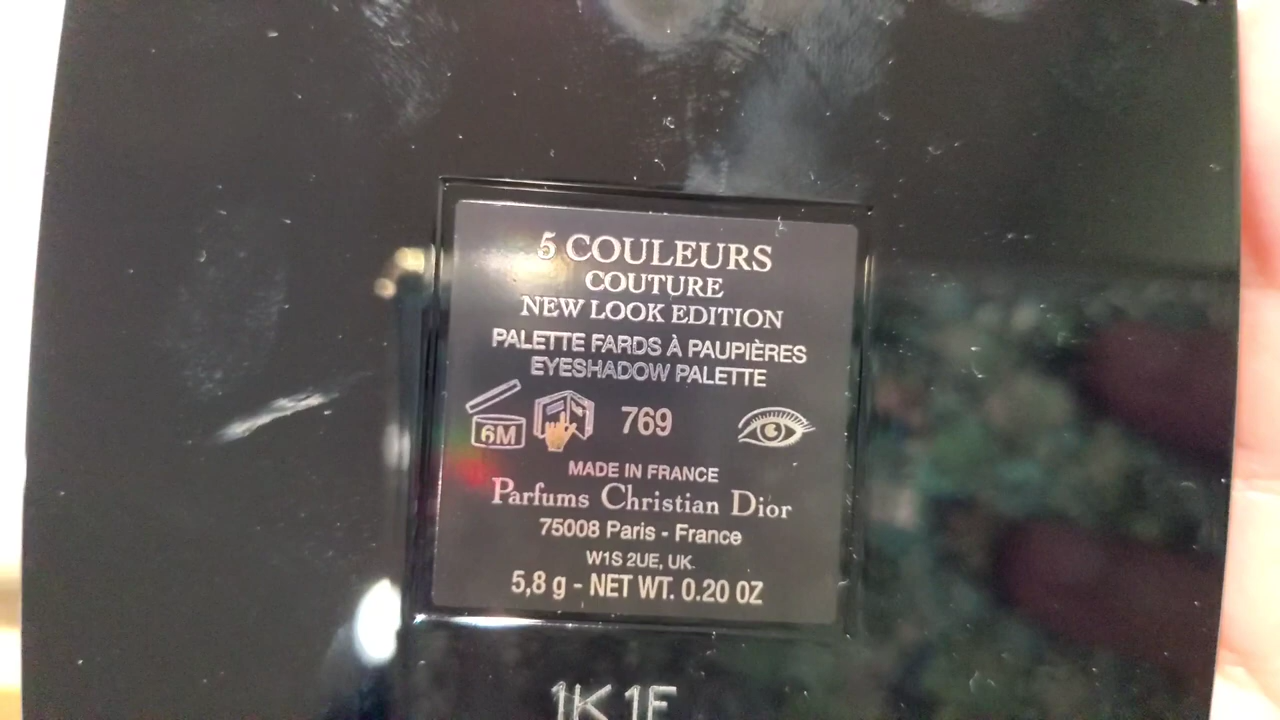 5 COULEURS
COUTURE
NEW LOOK EDITION
PALETTE FARDS À PAUPIÈRES
EYESHADOW PALETTE
6M 769
MADE IN FRANCE
Parfums Christian Dior
75008 Paris - France
W1S 2UE, UK.
5,8 g - NET WT. 0.20 OZ